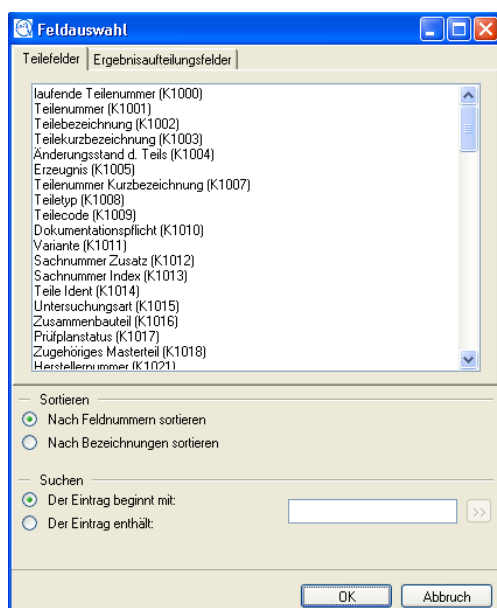 Feldauswahl
Teilefelder Ergebnisaufteilungsfelder
laufende Teilenummer (K1000)
Teilenummer (K1001)
Teilebezeichnung (K1002)
Teilekurzbezeichnung (K1003)
Änderungsstand d. Teils (K1004)
Erzeugnis (K1005)
Teilenummer Kurzbezeichnung (K1007)
Teiletyp (K1008)
Teilecode (K1009)
Dokumentationspflicht (K1010)
Variante (K1011)
Sachnummer Zusatz (K1012)
Sachnummer Index (K1013)
Teile Ident (K1014)
Untersuchungsart (K1015)
Zusammenbauteil (K1016)
Prüfplanstatus (K1017)
Zugehöriges Masterteil (K1018)
Herstellernummer (K1021)
Sortieren
Nach Feldnummern sortieren
Nach Bezeichnungen sortieren
Suchen
Der Eintrag beginnt mit:
>>
Der Eintrag enthält:
OK Abbruch